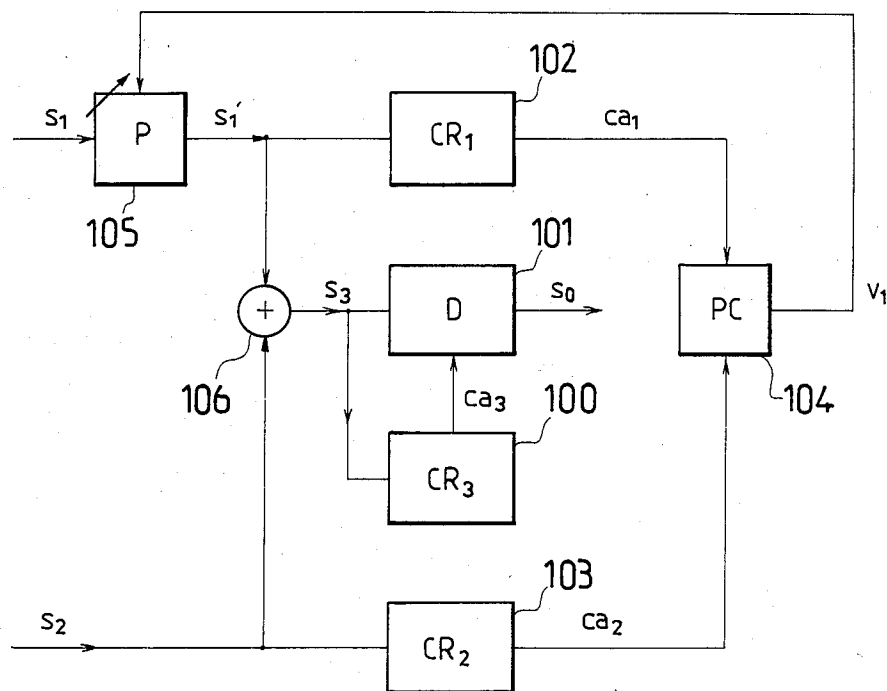 102
s₁
P
s₁′
CR₁
ca₁
105
101
s₃
D
s₀
PC
v₁
106
ca₃
100
104
CR₃
103
s₂
CR₂
ca₂